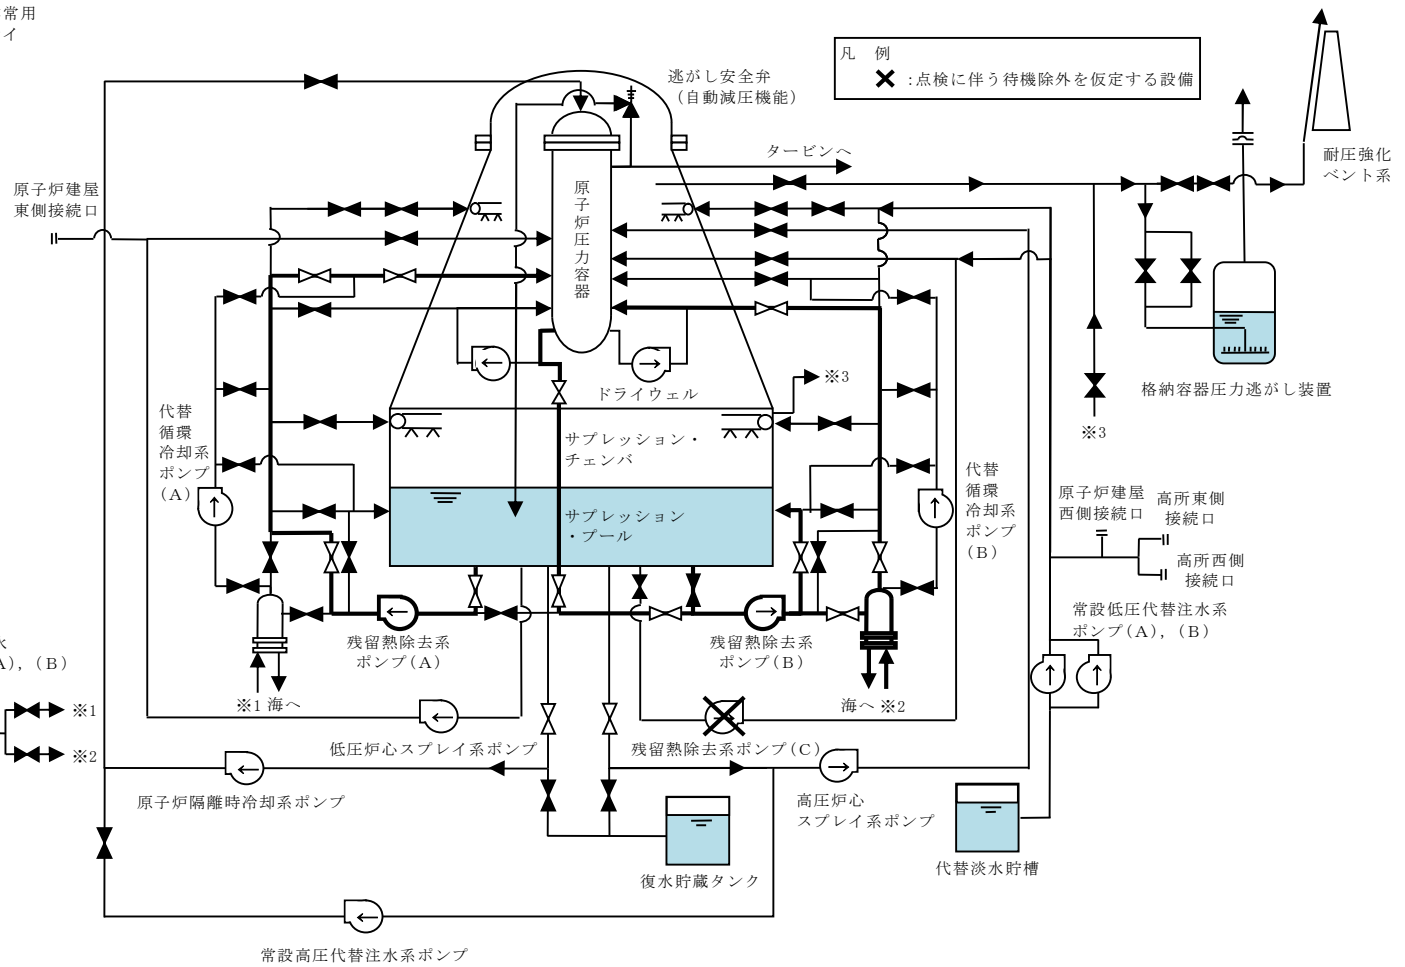 常用
イ
凡　例
：点検に伴う待機除外を仮定する設備
逃がし安全弁
（自動減圧機能）
タービンへ
耐圧強化
ベント系
原子炉建屋
東側接続口
原子炉圧力容器
ドライウェル
※3
格納容器圧力逃がし装置
※3
代替
循環
冷却系
ポンプ
（A）
サプレッション・
チェンバ
サプレッション
・プール
代替
循環
冷却系
ポンプ
（B）
原子炉建屋
西側接続口
高所東側
接続口
高所西側
接続口
常設低圧代替注水系
ポンプ(A)，(B)
残留熱除去系
ポンプ(A)
残留熱除去系
ポンプ(B)
水
A)，(B)
※1
※2
※1 海へ
海へ ※2
低圧炉心スプレイ系ポンプ
残留熱除去系ポンプ(C)
原子炉隔離時冷却系ポンプ
高圧炉心
スプレイ系ポンプ
復水貯蔵タンク
代替淡水貯槽
常設高圧代替注水系ポンプ